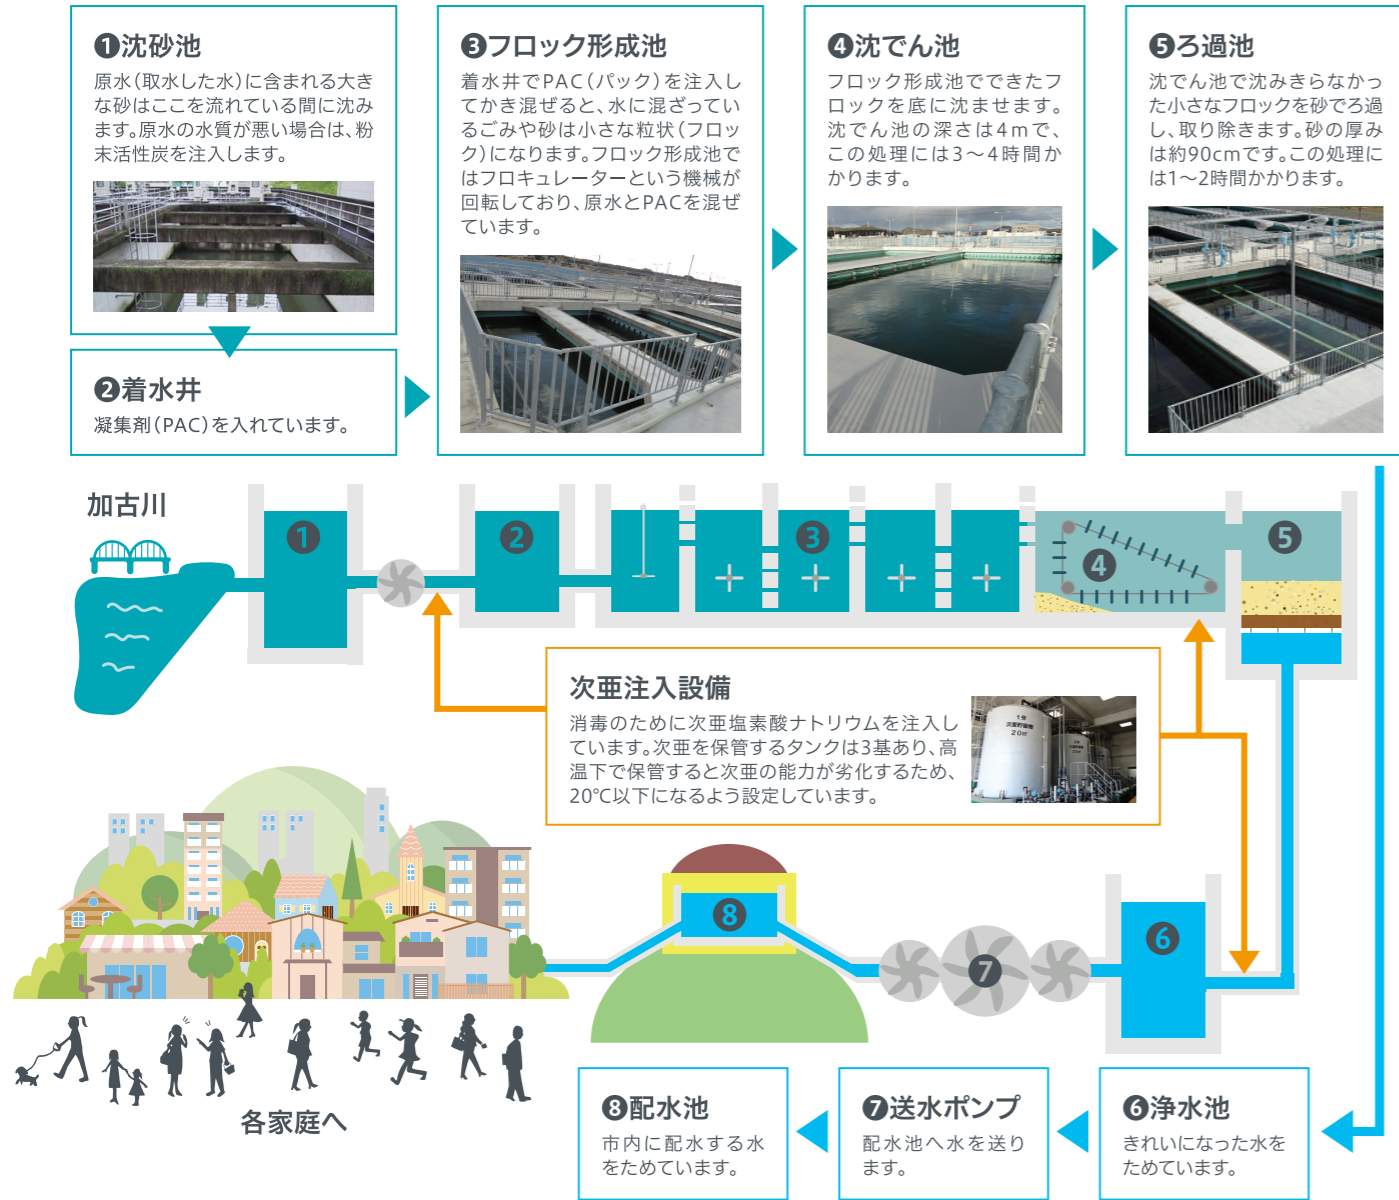 ❶沈砂池
原水（取水した水）に含まれる大き
な砂はここを流れている間に沈み
ます。原水の水質が悪い場合は、粉
末活性炭を注入します。
❷着水井
凝集剤（PAC）を入れています。
❸フロック形成池
着水井でPAC（パック）を注入し
てかき混ぜると、水に混ざってい
るごみや砂は小さな粒状（フロッ
ク）になります。フロック形成池で
はフロキュレーターという機械が
回転しており、原水とPACを混ぜ
ています。
❹沈でん池
フロック形成池でできたフ
ロックを底に沈ませます。
沈でん池の深さは4mで、
この処理には3〜4時間か
かります。
❺ろ過池
沈でん池で沈みきらなかっ
た小さなフロックを砂でろ過
し、取り除きます。砂の厚み
は約90cmです。この処理に
は1〜2時間かかります。
加古川
❶
❷
❸
❹
❺
次亜注入設備
消毒のために次亜塩素酸ナトリウムを注入し
ています。次亜を保管するタンクは3基あり、高
温下で保管すると次亜の能力が劣化するため、
20℃以下になるよう設定しています。
1号
次亜貯留槽
20㎥
❽
❼
❻
各家庭へ
❽配水池
市内に配水する水
をためています。
❼送水ポンプ
配水池へ水を送り
ます。
❻浄水池
きれいになった水を
ためています。